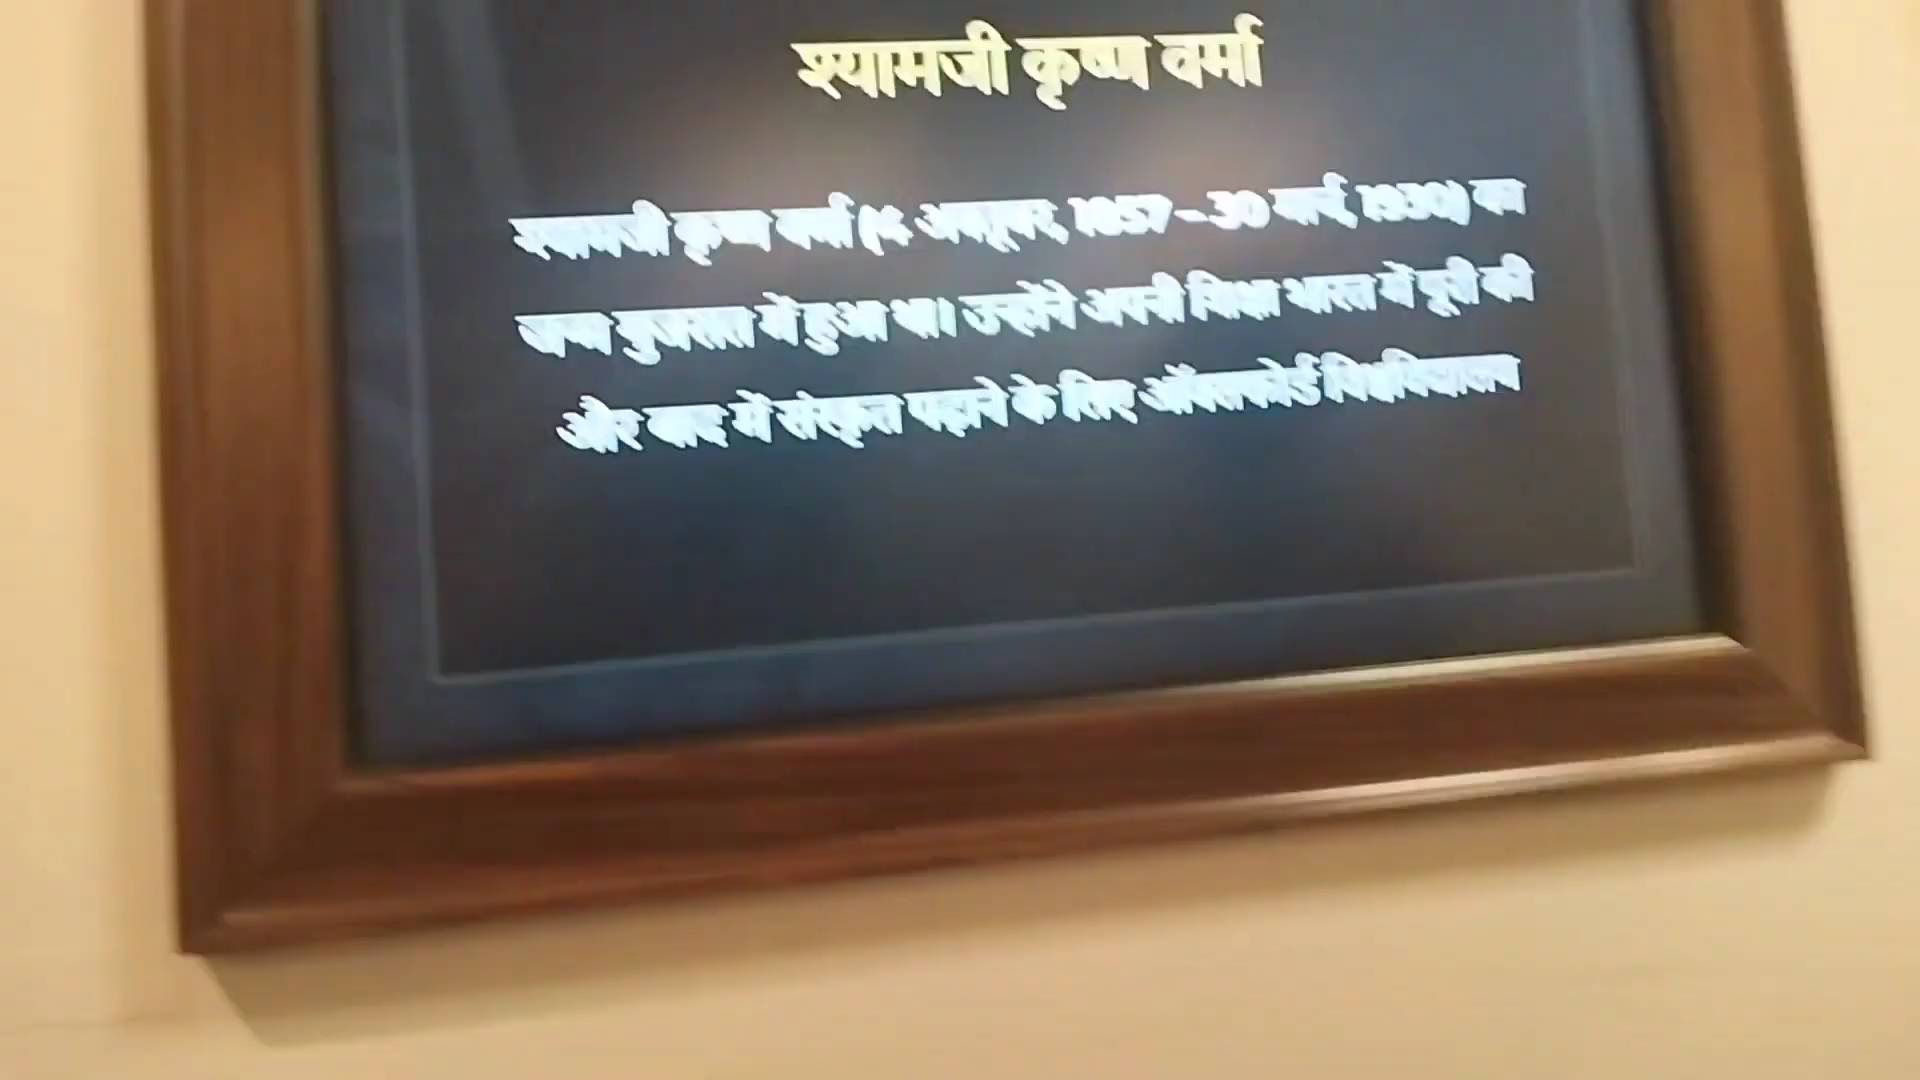 श्यामजी कृष्ण वर्मा
श्यामजी कृष्ण वर्मा (4 अक्टूबर, 1857 - 30 मार्च, 1930) का
जन्म गुजरात में हुआ था। उन्होंने अपनी शिक्षा भारत में पूरी की
और बाद में संस्कृत पढ़ाने के लिए ऑक्सफोर्ड विश्वविद्यालय